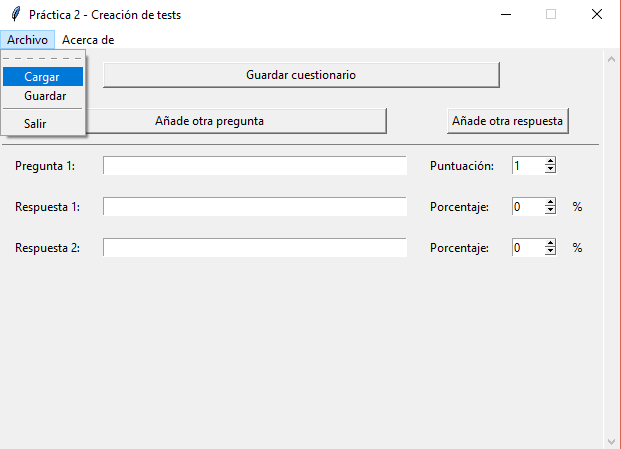 Práctica 2 - Creación de tests
Archivo Acerca de
Cargar
Guardar
Salir
Guardar cuestionario
Añade otra pregunta Añade otra respuesta
Pregunta 1: Puntuación: 1
Respuesta 1: Porcentaje: 0 %
Respuesta 2: Porcentaje: 0 %